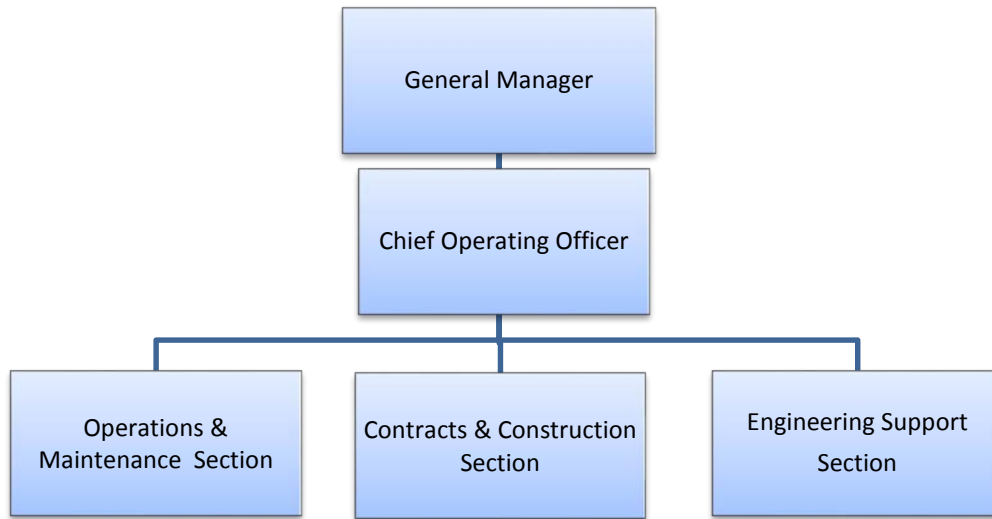 General Manager
Chief Operating Officer
Operations &
Maintenance Section
Contracts & Construction
Section
Engineering Support
Section